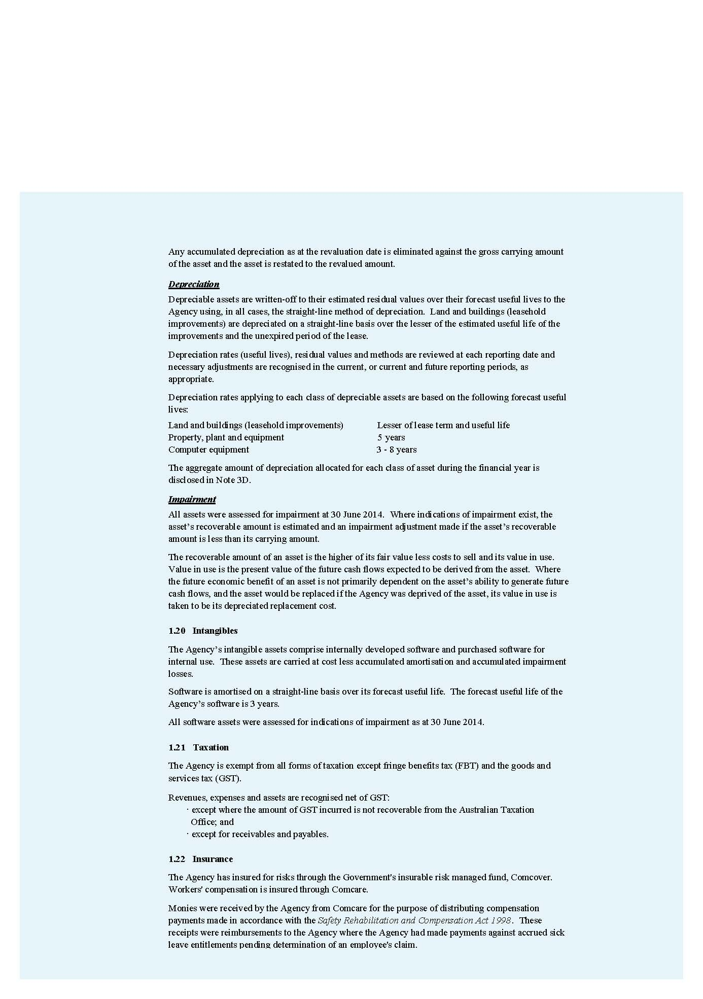 Any accumulated depreciation as at the revaluation date is eliminated against the gross carrying amount
of the asset and the asset is restated to the revalued amount.
Depreciation
Depreciable assets are written-off to their estimated residual values over their forecast useful lives to the
Agency using, in all cases, the straight-line method of depreciation.  Land and buildings (leasehold
improvements) are depreciated on a straight-line basis over the lesser of the estimated useful life of the
improvements and the unexpired period of the lease.
Depreciation rates (useful lives), residual values and methods are reviewed at each reporting date and
necessary adjustments are recognised in the current, or current and future reporting periods, as
appropriate.
Depreciation rates applying to each class of depreciable assets are based on the following forecast useful
lives:
Land and buildings (leasehold improvements) Lesser of lease term and useful life
Property, plant and equipment 5 years
Computer equipment 3 - 8 years
The aggregate amount of depreciation allocated for each class of asset during the financial year is
disclosed in Note 3D.
Impairment
All assets were assessed for impairment at 30 June 2014.  Where indications of impairment exist, the
asset’s recoverable amount is estimated and an impairment adjustment made if the asset’s recoverable
amount is less than its carrying amount.
The recoverable amount of an asset is the higher of its fair value less costs to sell and its value in use.
Value in use is the present value of the future cash flows expected to be derived from the asset.  Where
the future economic benefit of an asset is not primarily dependent on the asset’s ability to generate future
cash flows, and the asset would be replaced if the Agency was deprived of the asset, its value in use is
taken to be its depreciated replacement cost.
1.20 Intangibles
The Agency’s intangible assets comprise internally developed software and purchased software for
internal use.  These assets are carried at cost less accumulated amortisation and accumulated impairment
losses.
Software is amortised on a straight-line basis over its forecast useful life.  The forecast useful life of the
Agency’s software is 3 years.
All software assets were assessed for indications of impairment as at 30 June 2014.
1.21 Taxation
The Agency is exempt from all forms of taxation except fringe benefits tax (FBT) and the goods and
services tax (GST).
Revenues, expenses and assets are recognised net of GST:
· except where the amount of GST incurred is not recoverable from the Australian Taxation
Office; and
· except for receivables and payables.
1.22 Insurance
The Agency has insured for risks through the Government's insurable risk managed fund, Comcover.
Workers' compensation is insured through Comcare.
Monies were received by the Agency from Comcare for the purpose of distributing compensation
payments made in accordance with the Safety Rehabilitation and Compensation Act 1998.  These
receipts were reimbursements to the Agency where the Agency had made payments against accrued sick
leave entitlements pending determination of an employee's claim.